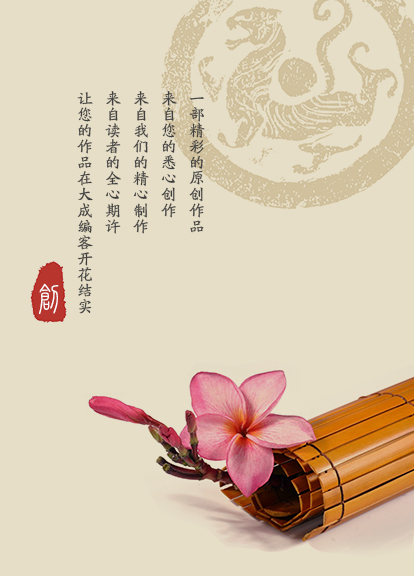 一部精彩的原创作品
来自您的悉心创作
来自我们的精心制作
来自读者的全心期许
让您的作品在大成编客开花结实
創